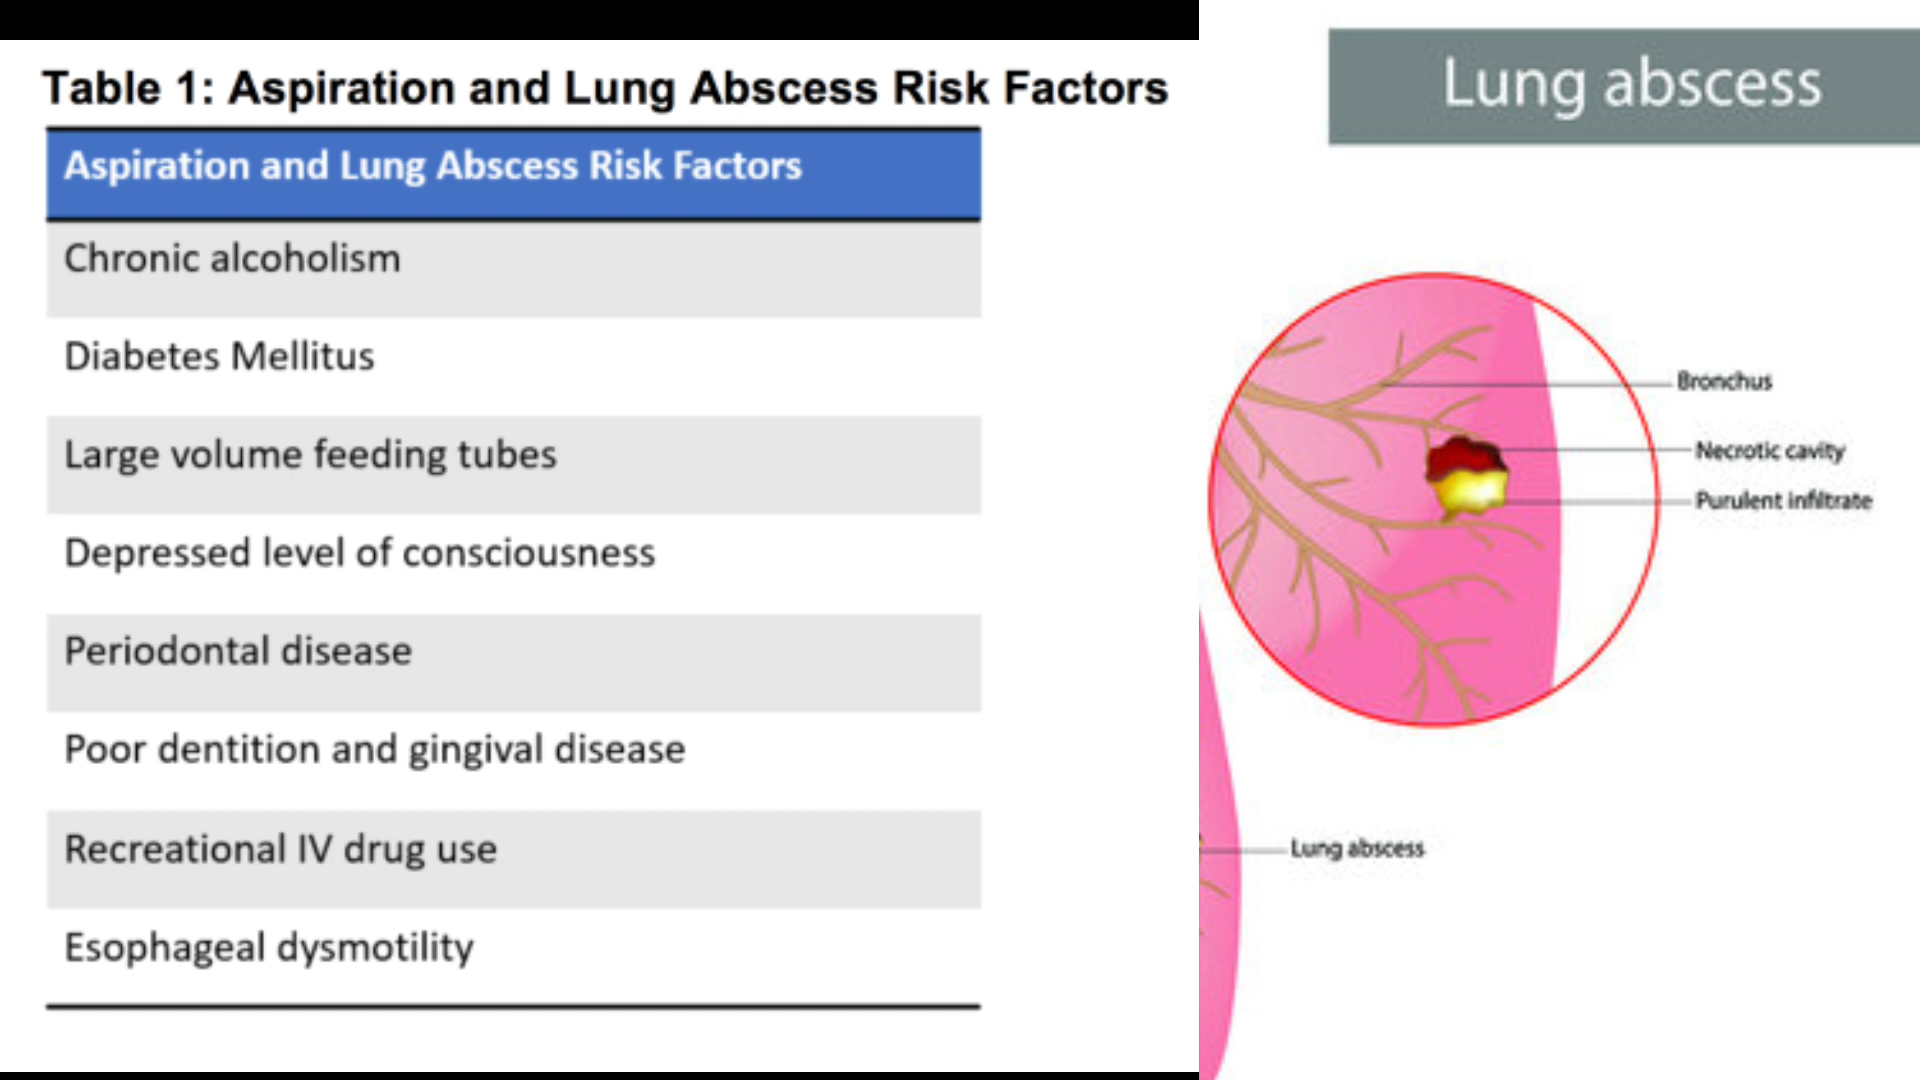 Table 1: Aspiration and Lung Abscess Risk Factors
Aspiration and Lung Abscess Risk Factors
Chronic alcoholism
Diabetes Mellitus
Large volume feeding tubes
Depressed level of consciousness
Periodontal disease
Poor dentition and gingival disease
Recreational IV drug use
Esophageal dysmotility
Lung abscess
Bronchus
Necrotic cavity
Purulent infiltrate
Lung abscess